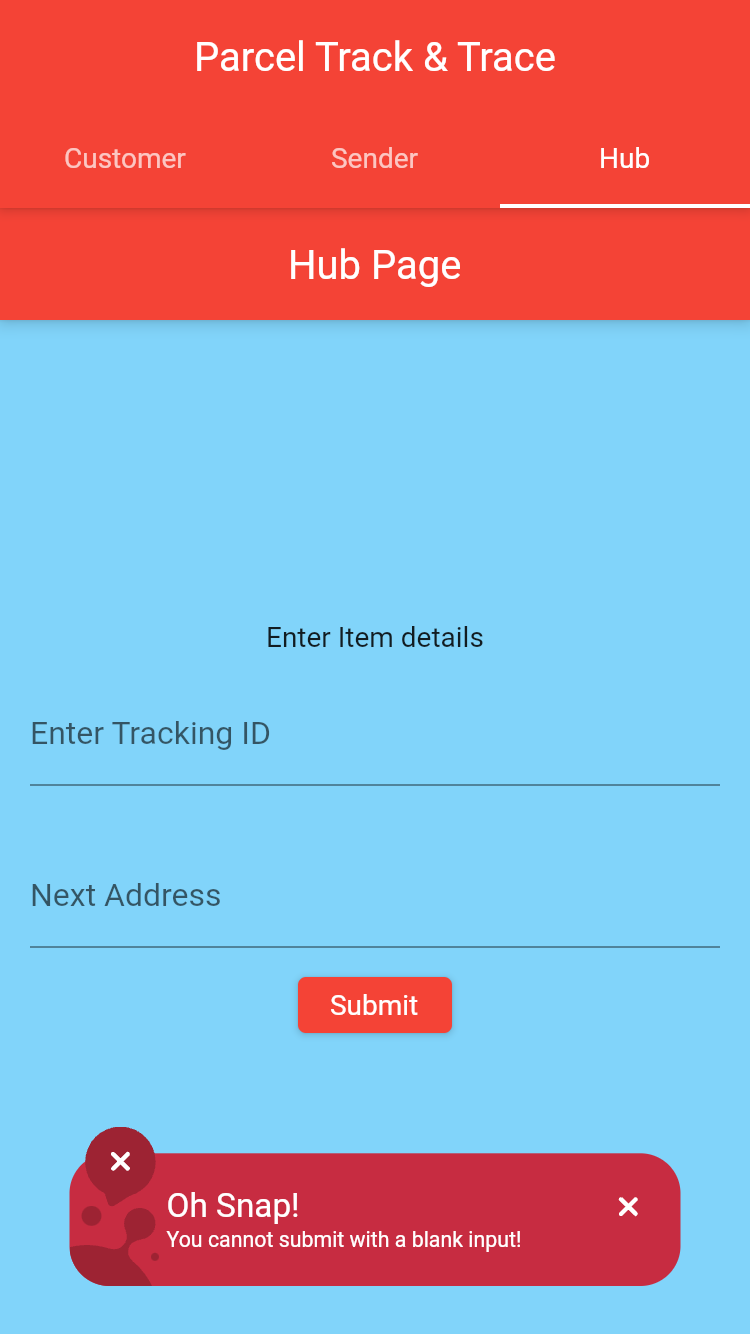 Parcel Track & Trace
Customer Sender Hub
Hub Page
Enter Item details
Enter Tracking ID
Next Address
Submit
Oh Snap!
You cannot submit with a blank input!